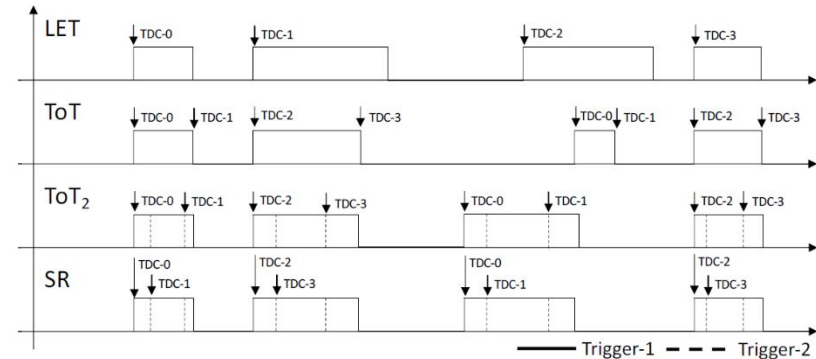 LET
TDC-0 TDC-1 TDC-2 TDC-3
ToT
TDC-0 TDC-1 TDC-2 TDC-3 TDC-0 TDC-1 TDC-2 TDC-3
ToT₂
TDC-0 TDC-1 TDC-2 TDC-3 TDC-0 TDC-1 TDC-2 TDC-3
SR
TDC-0 TDC-2 TDC-0 TDC-2
TDC-1 TDC-3 TDC-1 TDC-3
Trigger-1 Trigger-2